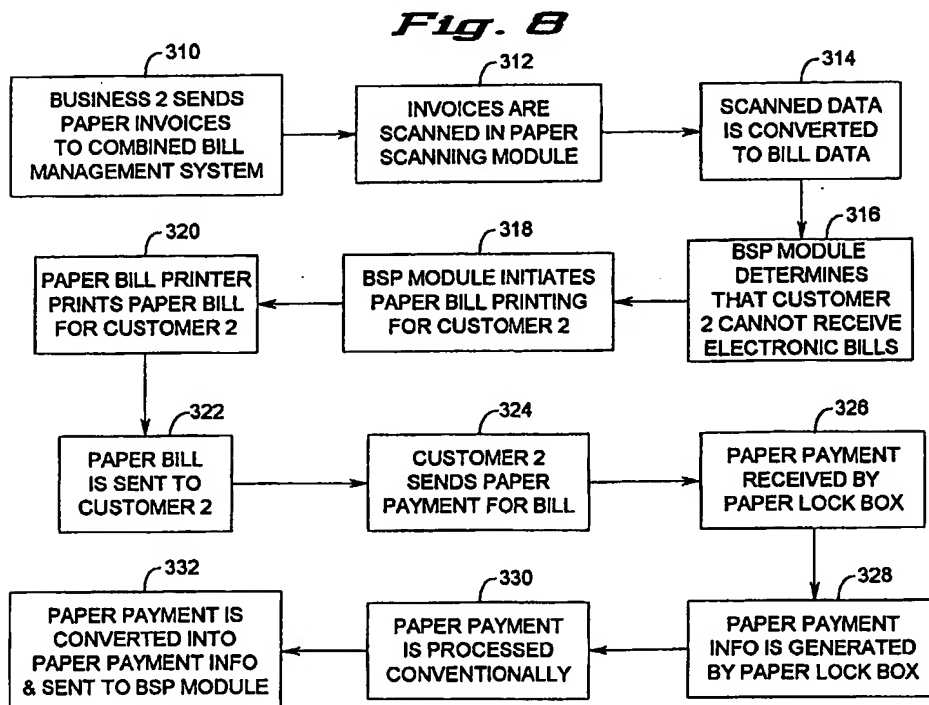 Fig. 8
310
BUSINESS 2 SENDS
PAPER INVOICES
TO COMBINED BILL
MANAGEMENT SYSTEM
312
INVOICES ARE
SCANNED IN PAPER
SCANNING MODULE
314
SCANNED DATA
IS CONVERTED
TO BILL DATA
316
BSP MODULE
DETERMINES
THAT CUSTOMER
2 CANNOT RECEIVE
ELECTRONIC BILLS
318
BSP MODULE INITIATES
PAPER BILL PRINTING
FOR CUSTOMER 2
320
PAPER BILL PRINTER
PRINTS PAPER BILL
FOR CUSTOMER 2
322
PAPER BILL
IS SENT TO
CUSTOMER 2
324
CUSTOMER 2
SENDS PAPER
PAYMENT FOR BILL
326
PAPER PAYMENT
RECEIVED BY
PAPER LOCK BOX
328
PAPER PAYMENT
INFO IS GENERATED
BY PAPER LOCK BOX
330
PAPER PAYMENT
IS PROCESSED
CONVENTIONALLY
332
PAPER PAYMENT IS
CONVERTED INTO
PAPER PAYMENT INFO
& SENT TO BSP MODULE